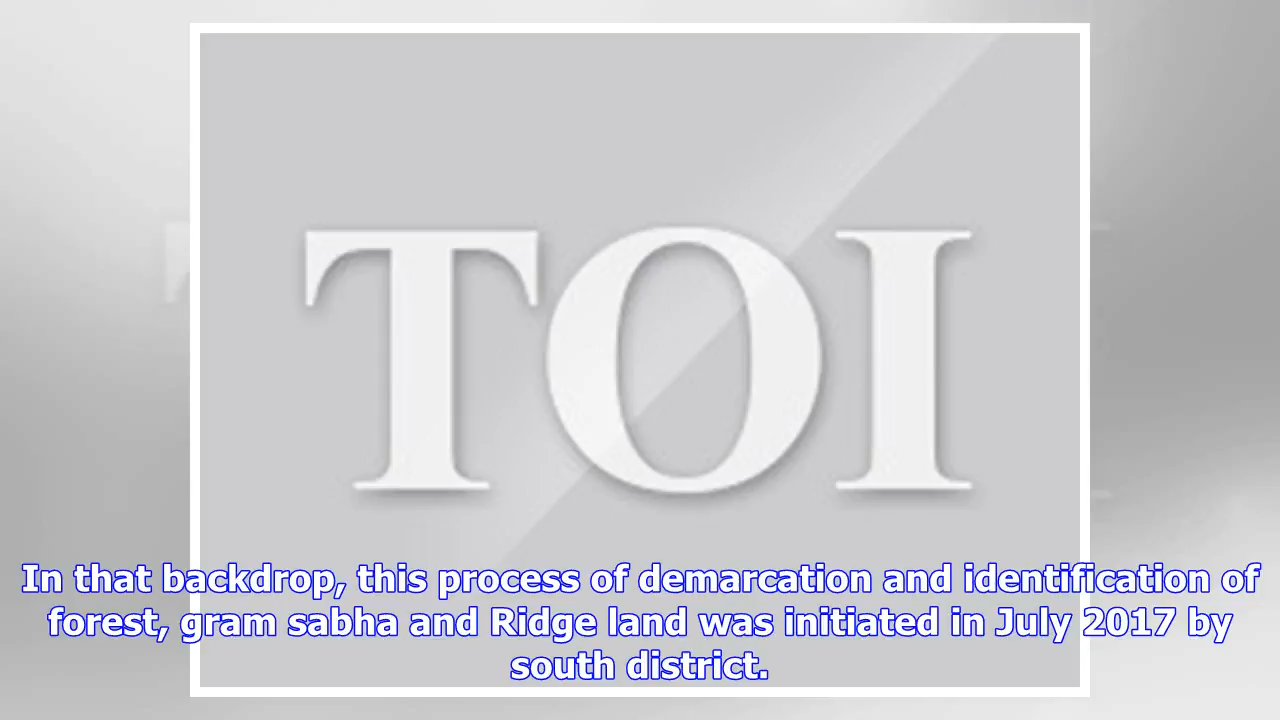 TOI
In that backdrop, this process of demarcation and identification of
forest, gram sabha and Ridge land was initiated in July 2017 by
south district.